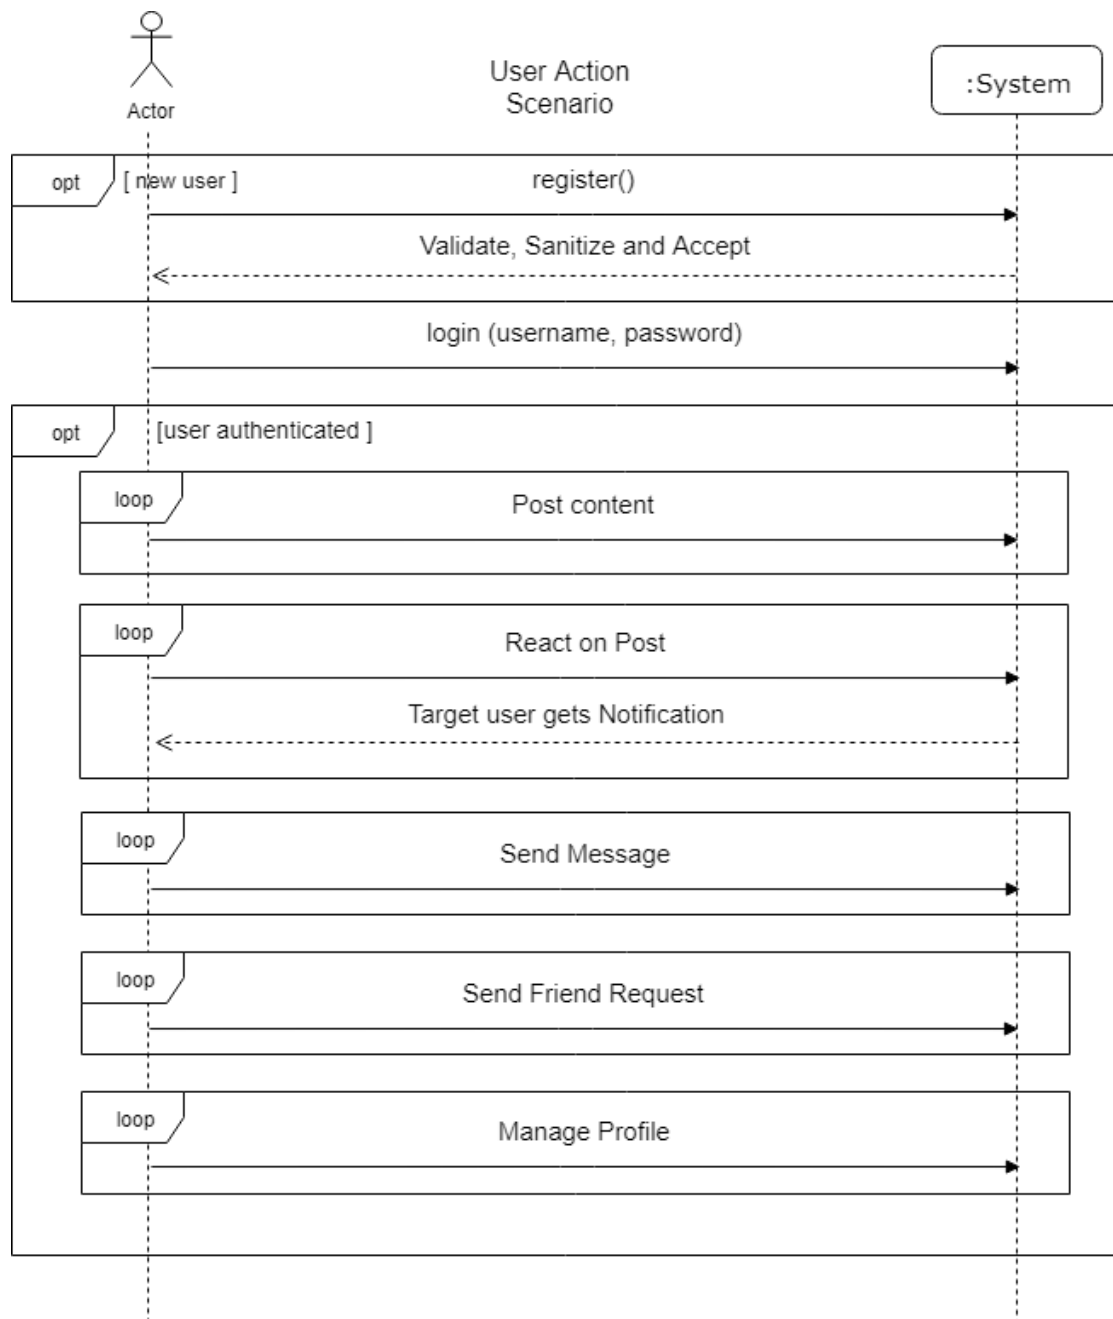 User Action
Scenario
:System
Actor
opt
[ new user ]
register()
Validate, Sanitize and Accept
login (username, password)
opt
[user authenticated ]
loop
Post content
loop
React on Post
Target user gets Notification
loop
Send Message
loop
Send Friend Request
loop
Manage Profile